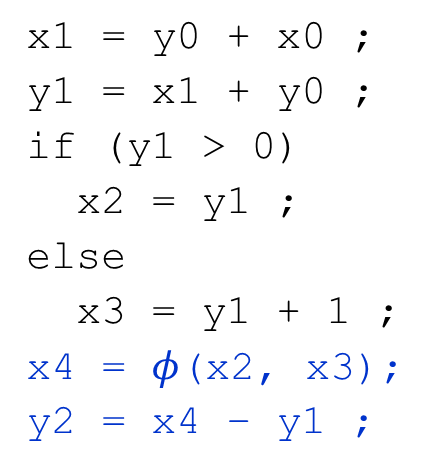 x1 = y0 + x0 ;
y1 = x1 + y0 ;
if (y1 > 0)
  x2 = y1 ;
else
  x3 = y1 + 1 ;
x4 = ϕ(x2, x3);
y2 = x4 - y1 ;